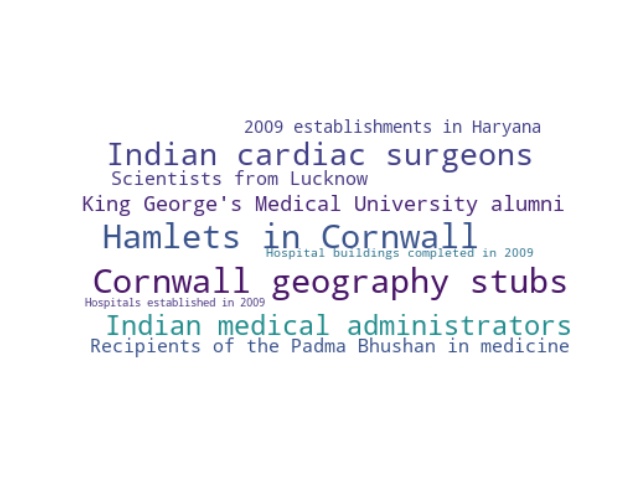 2009 establishments in Haryana
Indian cardiac surgeons
Scientists from Lucknow
King George's Medical University alumni
Hamlets in Cornwall
Hospital buildings completed in 2009
Cornwall geography stubs
Hospitals established in 2009
Indian medical administrators
Recipients of the Padma Bhushan in medicine